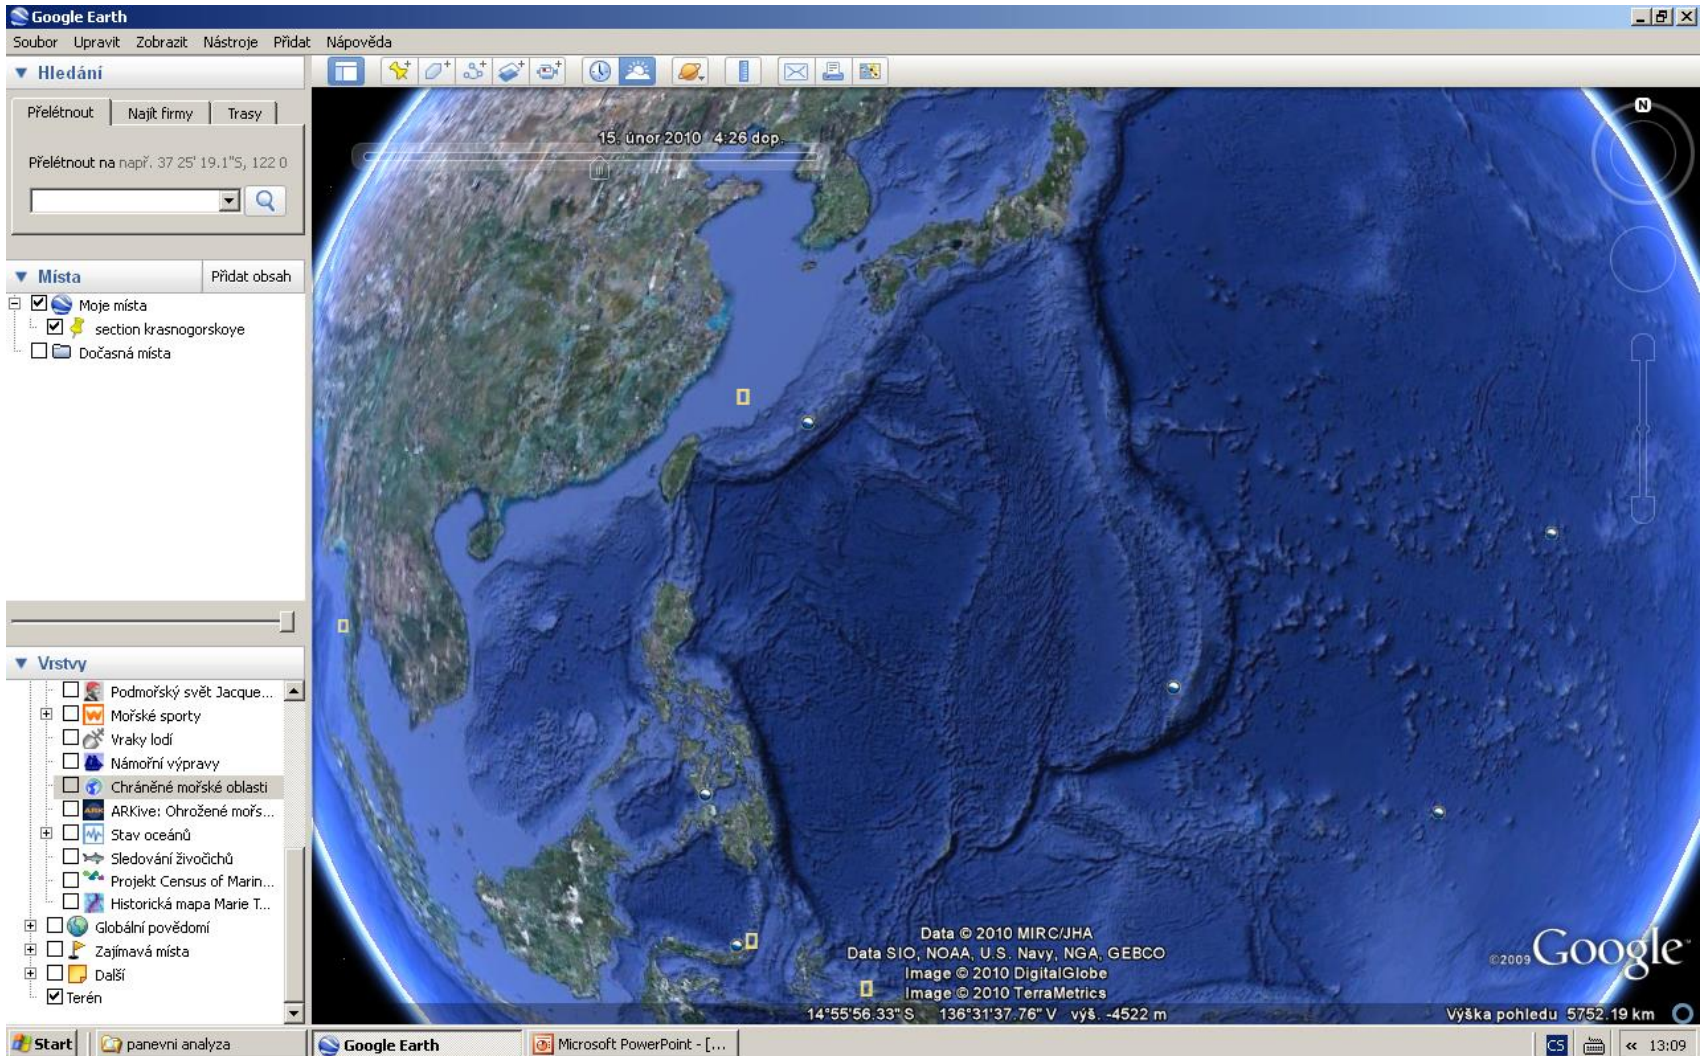 Google Earth
Soubor Upravit Zobrazit Nástroje Přidat Nápověda
Hledání
Přelétnout Najít firmy Trasy
Přelétnout na např. 37 25' 19.1"S, 122 0
Místa Přidat obsah
Moje místa
section krasnogorskoye
Dočasná místa
Vrstvy
Podmořský svět Jacque...
Mořské sporty
Vraky lodí
Námořní výpravy
Chráněné mořské oblasti
ARKive: Ohrožené mořs...
Stav oceánů
Sledování živočichů
Projekt Census of Marin...
Historická mapa Marie T...
Globální povědomí
Zajímavá místa
Další
Terén
15. únor 2010 4:26 dop.
N
Data © 2010 MIRC/JHA
Data SIO, NOAA, U.S. Navy, NGA, GEBCO
Image © 2010 DigitalGlobe
Image © 2010 TerraMetrics
©2009 Google
14°55'56.33" S 136°31'37.76" V výš. -4522 m
Výška pohledu 5752.19 km
Start panevni analyza Google Earth Microsoft PowerPoint - [... CS « 13:09